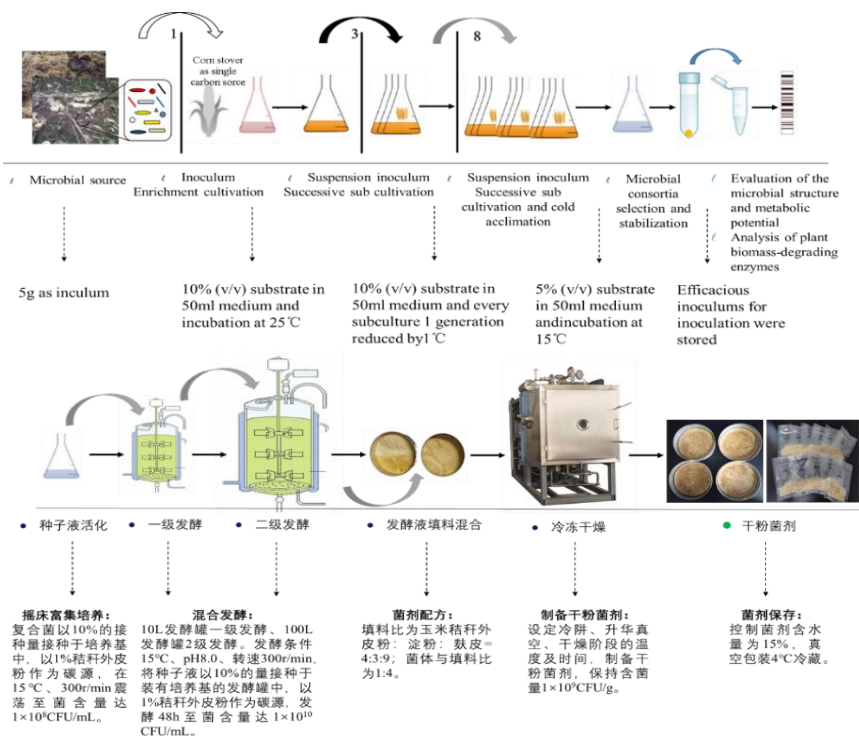 1
3
8
Corn stover
as single
carbon sorce
ℓ Microbial source
ℓ Inoculum
Enrichment cultivation
ℓ Suspension inoculum
Successive sub cultivation
ℓ Suspension inoculum
Successive sub
cultivation and cold
acclimation
ℓ Microbial
consortia
selection and
stabilization
ℓ Evaluation of the
microbial structure
and metabolic
potential
ℓ Analysis of plant
biomass-degrading
enzymes
5g as inculum
10% (v/v) substrate in
50ml medium and
incubation at 25℃
10% (v/v) substrate in
50ml medium and every
subculture 1 generation
reduced by1℃
5% (v/v) substrate
in 50ml medium
andincubation at
15℃
Efficacious
inoculums for
inoculation were
stored
• 种子液活化
• 一级发酵
• 二级发酵
• 发酵液填料混合
• 冷冻干燥
• 干粉菌剂
摇床富集培养：
复合菌以10%的接
种量接种于培养基
中，以1%秸秆外皮
粉作为碳源，在
15℃、300r/min震
荡至菌含量达
1×10⁸CFU/mL。
混合发酵：
10L发酵罐一级发酵、100L
发酵罐2级发酵。发酵条件
15℃、pH8.0、转速300r/min，
将种子液以10%的量接种于
装有培养基的发酵罐中，以
1%秸秆外皮粉作为碳源，发
酵48h至菌含量达1×10¹⁰
CFU/mL。
菌剂配方：
填料比为玉米秸秆外
皮粉：淀粉：麸皮=
4:3:9；菌体与填料比
为1:4。
制备干粉菌剂：
设定冷阱、升华真
空、干燥阶段的温
度及时间，制备干
粉菌剂，保持含菌
量1×10⁹CFU/g。
菌剂保存：
控制菌剂含水
量为15%，真
空包装4℃冷藏。